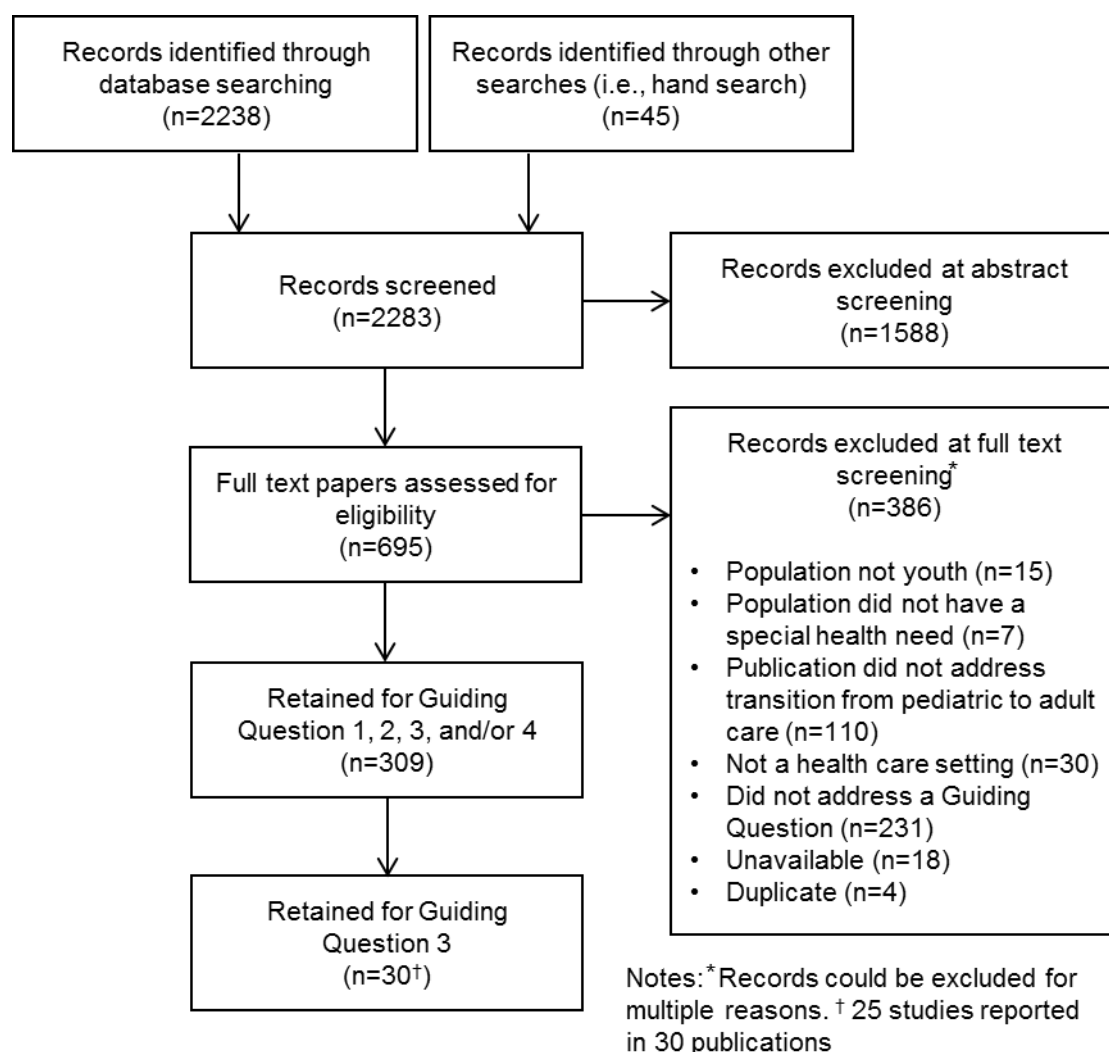 Records identified through
database searching
(n=2238)
Records identified through other
searches (i.e., hand search)
(n=45)
Records screened
(n=2283)
Records excluded at abstract
screening
(n=1588)
Full text papers assessed for
eligibility
(n=695)
Records excluded at full text
screening*
(n=386)
• Population not youth (n=15)
• Population did not have a
special health need (n=7)
• Publication did not address
transition from pediatric to adult
care (n=110)
• Not a health care setting (n=30)
• Did not address a Guiding
Question (n=231)
• Unavailable (n=18)
• Duplicate (n=4)
Retained for Guiding
Question 1, 2, 3, and/or 4
(n=309)
Retained for Guiding
Question 3
(n=30†)
Notes:*Records could be excluded for
multiple reasons. † 25 studies reported
in 30 publications